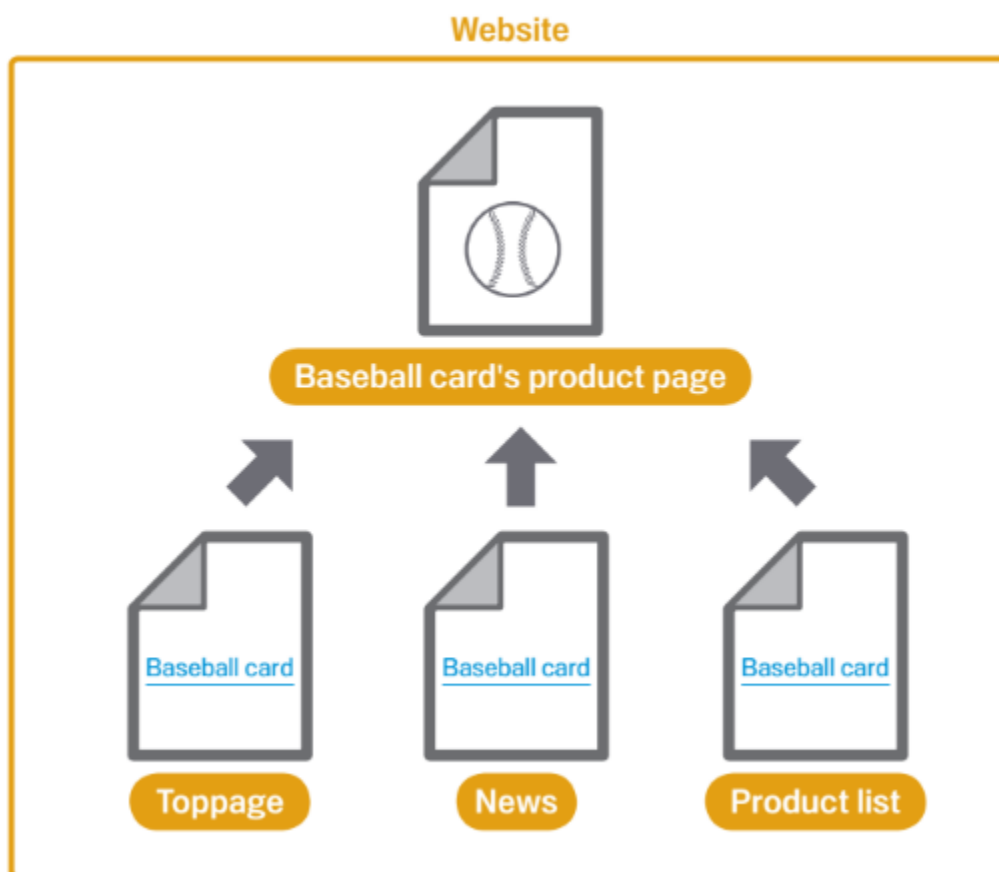 Website
Baseball card's product page
Baseball card
Baseball card
Baseball card
Toppage
News
Product list